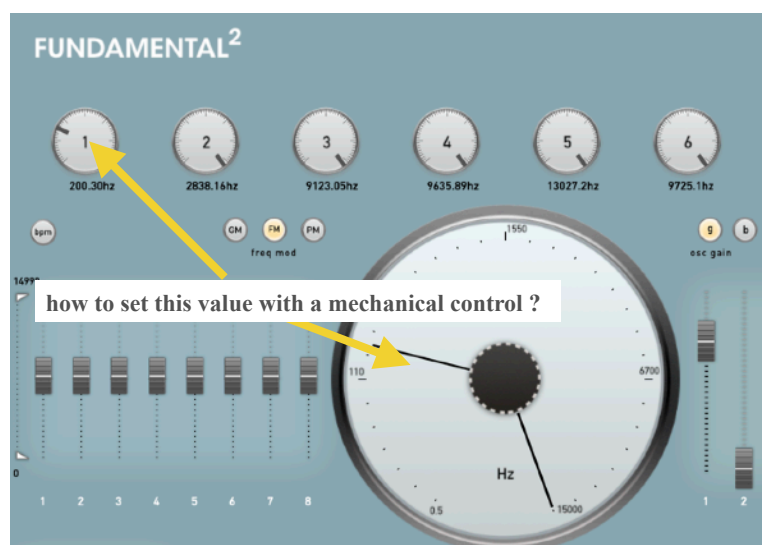 FUNDAMENTAL²
1 2 3 4 5 6
200.30hz 2838.16hz 9123.05hz 9635.89hz 13027.2hz 9725.1hz
bpm GM FM PM 1550 g b
freq mod osc gain
how to set this value with a mechanical control ?
110 6700
0 Hz
0.5 15000
1 2 3 4 5 6 7 8 1 2